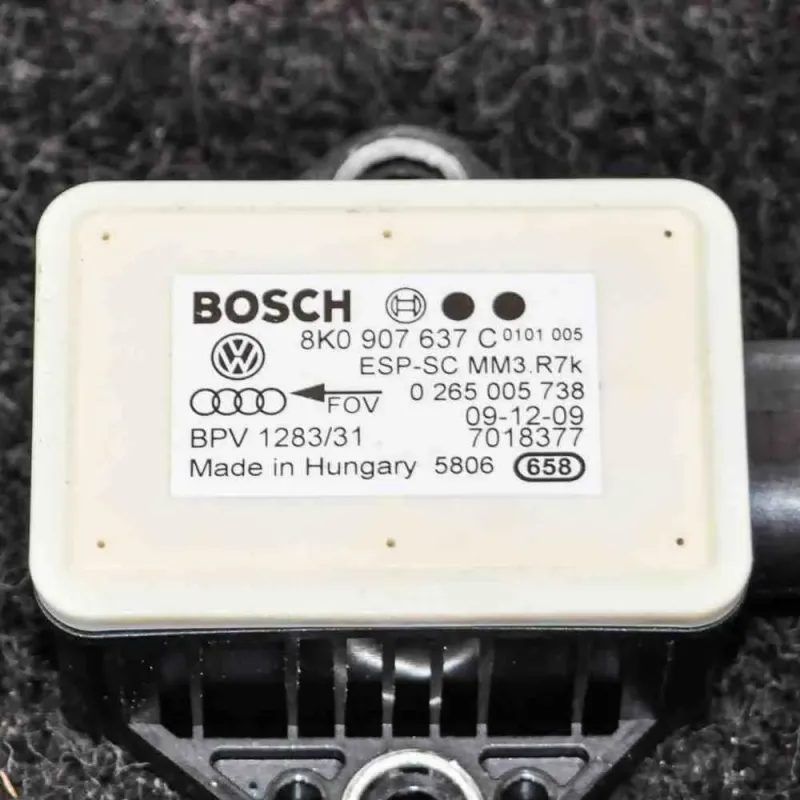 BOSCH
8K0 907 637 C 0101 005
ESP-SC MM3.R7k
VW
FOV 0 265 005 738
09-12-09
BPV 1283/31 7018377
Made in Hungary 5806 658